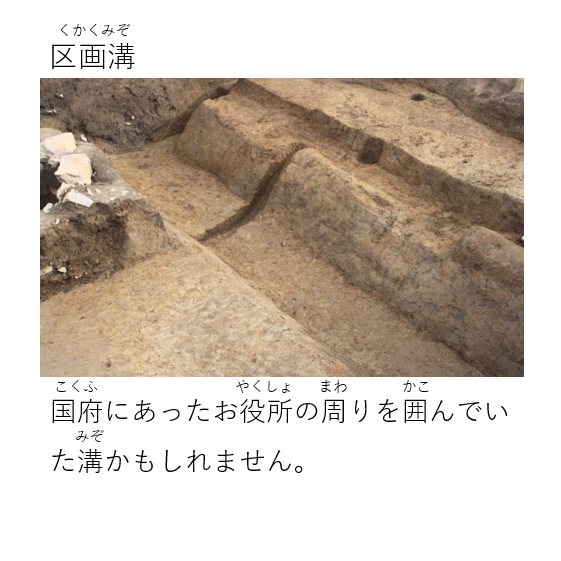 くかくみぞ
区画溝
こくふ やくしょ まわ かこ
国府にあったお役所の周りを囲んでい
みぞ
た溝かもしれません。